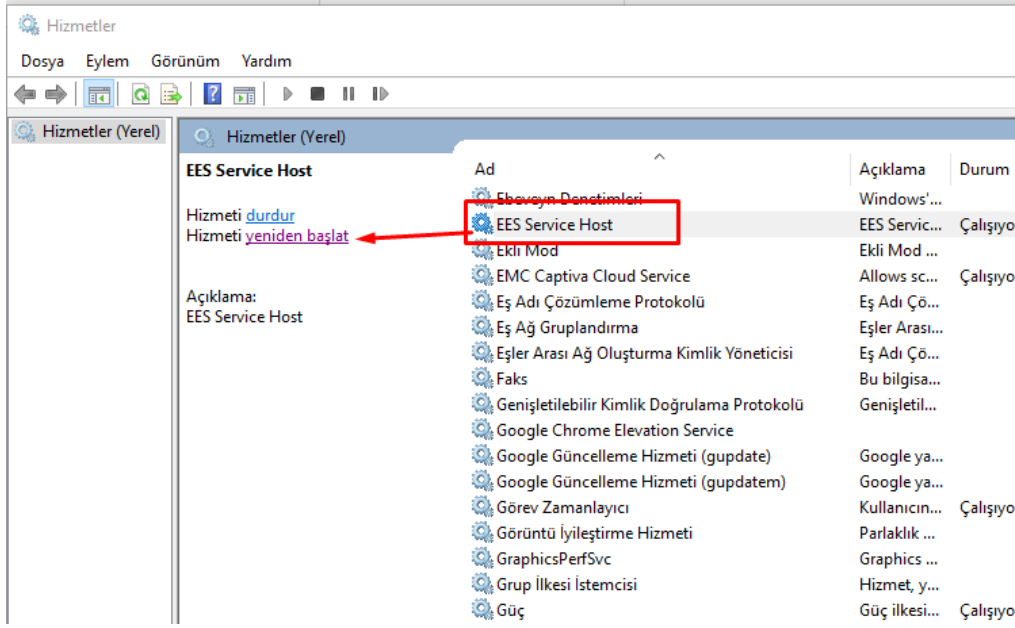 Hizmetler
Dosya Eylem Görünüm Yardım
Hizmetler (Yerel)
Hizmetler (Yerel)
EES Service Host
Hizmeti durdur
Hizmeti yeniden başlat
Açıklama:
EES Service Host
Ad Açıklama Durum
Ebeveyn Denetimleri Windows'...
EES Service Host EES Servic... Çalışıyo
Ekli Mod Ekli Mod ...
EMC Captiva Cloud Service Allows sc... Çalışıyo
Eş Adı Çözümleme Protokolü Eş Adı Çö...
Eş Ağ Gruplandırma Eşler Arası...
Eşler Arası Ağ Oluşturma Kimlik Yöneticisi Eş Adı Çö...
Faks Bu bilgisa...
Genişletilebilir Kimlik Doğrulama Protokolü Genişletil...
Google Chrome Elevation Service
Google Güncelleme Hizmeti (gupdate) Google ya...
Google Güncelleme Hizmeti (gupdatem) Google ya...
Görev Zamanlayıcı Kullanıcın... Çalışıyo
Görüntü İyileştirme Hizmeti Parlaklık ...
GraphicsPerfSvc Graphics ...
Grup İlkesi İstemcisi Hizmet, y...
Güç Güç ilkesi... Çalışıyo